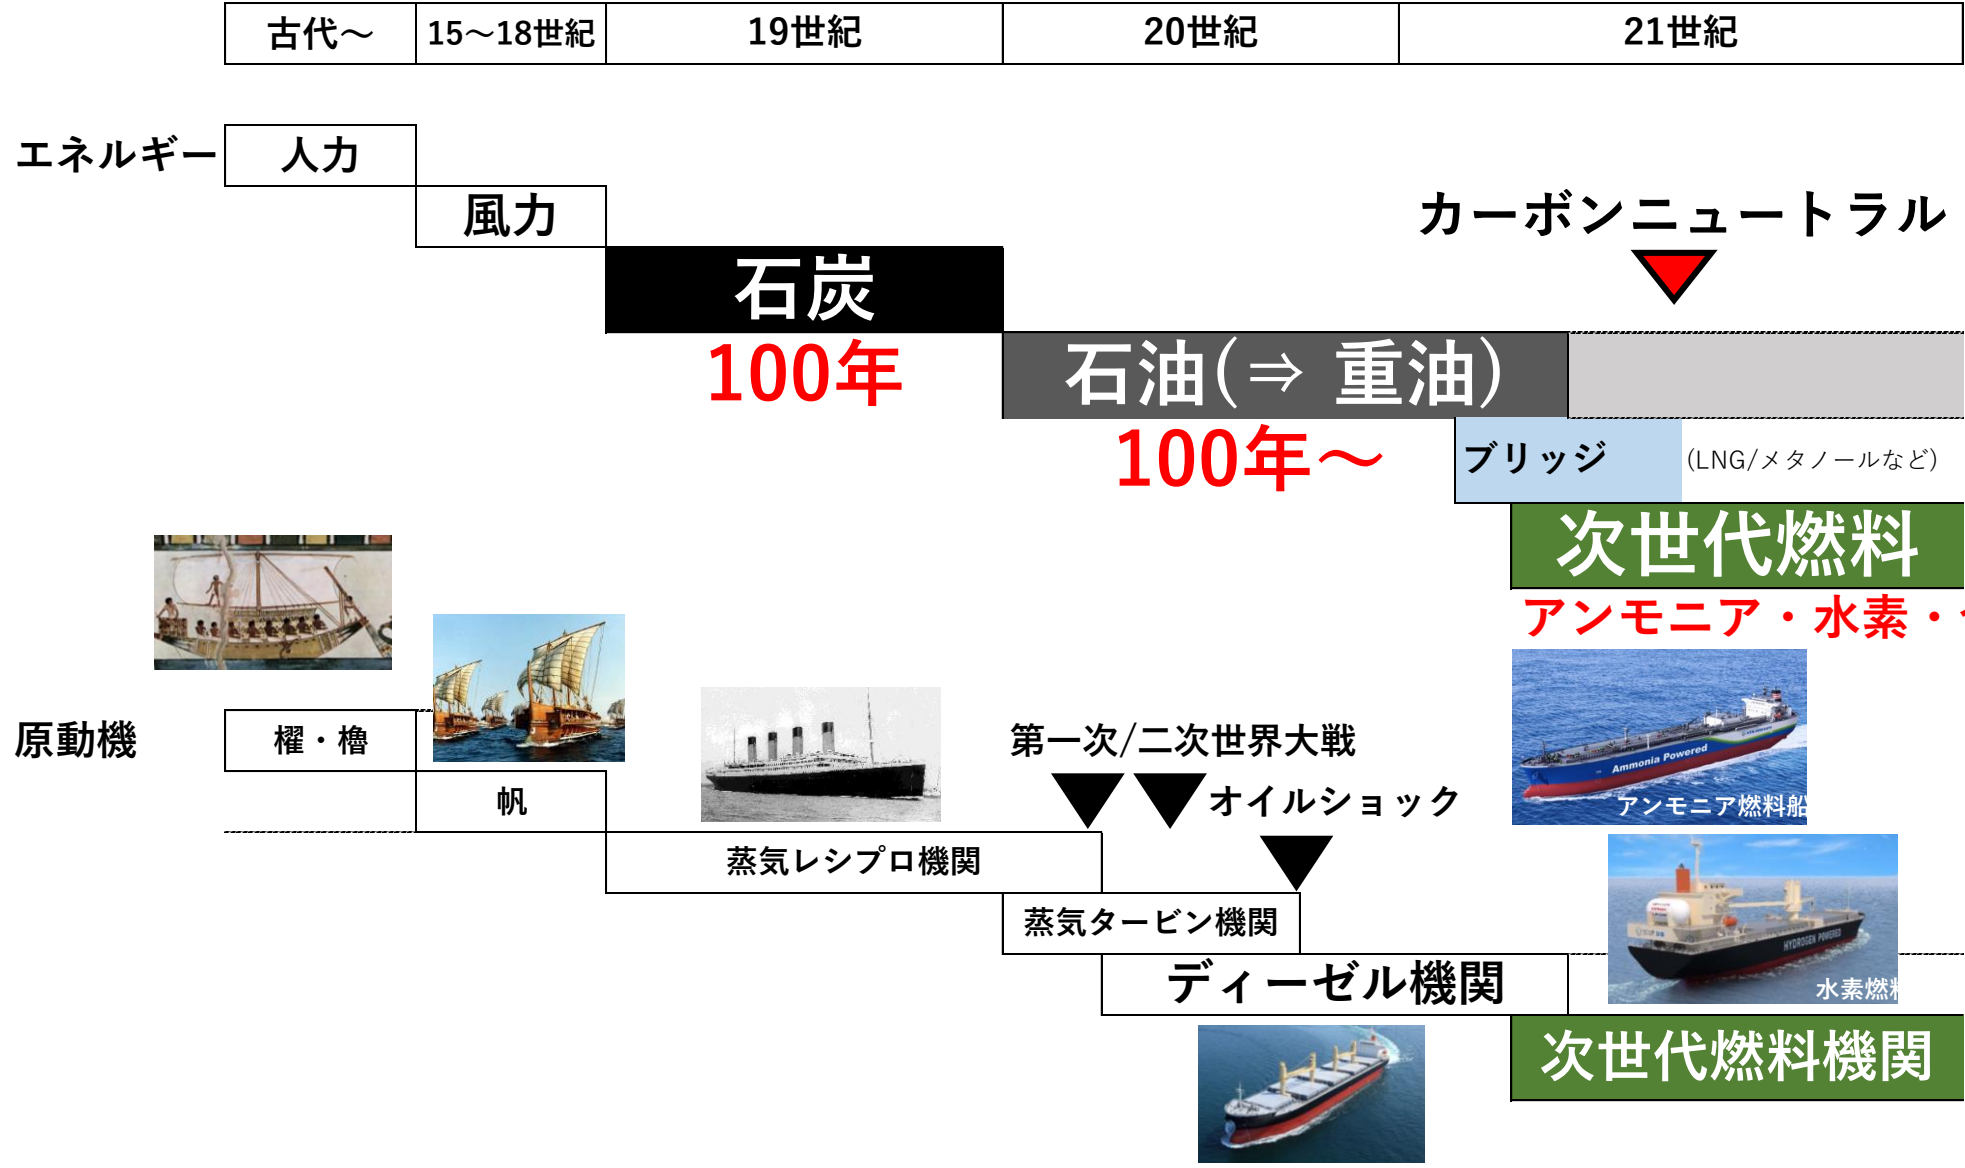 古代～ 15～18世紀 19世紀 20世紀 21世紀
エネルギー 人力
風力
カーボンニュートラル
石炭
100年
石油(⇒ 重油)
100年～
ブリッジ (LNG/メタノールなど)
次世代燃料
アンモニア・水素・
原動機 櫂・櫓
第一次/二次世界大戦
Ammonia Powered
アンモニア燃料船
帆
オイルショック
蒸気レシプロ機関
蒸気タービン機関
HYDROGEN POWERED
水素燃料
ディーゼル機関
次世代燃料機関